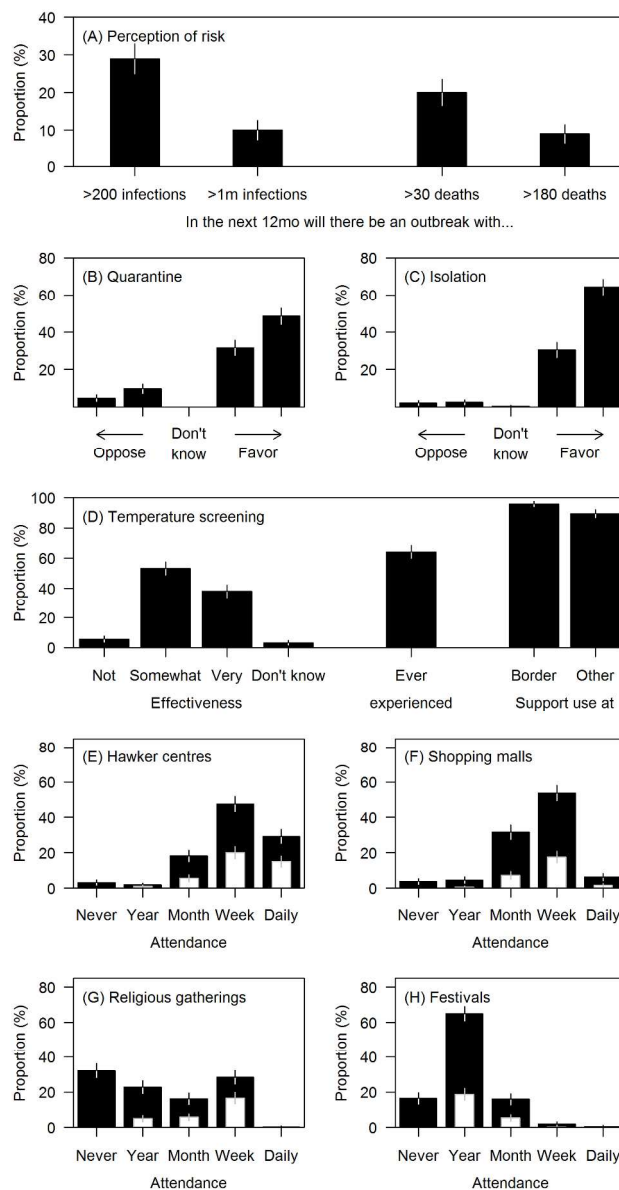 (A) Perception of risk
Proportion (%)
40
30
20
10
0
>200 infections >1m infections >30 deaths >180 deaths
In the next 12mo will there be an outbreak with...
(B) Quarantine
Proportion (%)
80
60
40
20
Oppose Don't know Favor
(C) Isolation
Proportion (%)
80
60
40
20
Oppose Don't know Favor
(D) Temperature screening
Proportion (%)
100
80
60
40
20
0
Not Somewhat Very Don't know Ever Border Other
Effectiveness experienced Support use at
(E) Hawker centres
Proportion (%)
80
60
40
20
0
Never Year Month Week Daily
Attendance
(F) Shopping malls
Proportion (%)
80
60
40
20
0
Never Year Month Week Daily
Attendance
(G) Religious gatherings
Proportion (%)
80
60
40
20
0
Never Year Month Week Daily
Attendance
(H) Festivals
Proportion (%)
80
60
40
20
0
Never Year Month Week Daily
Attendance